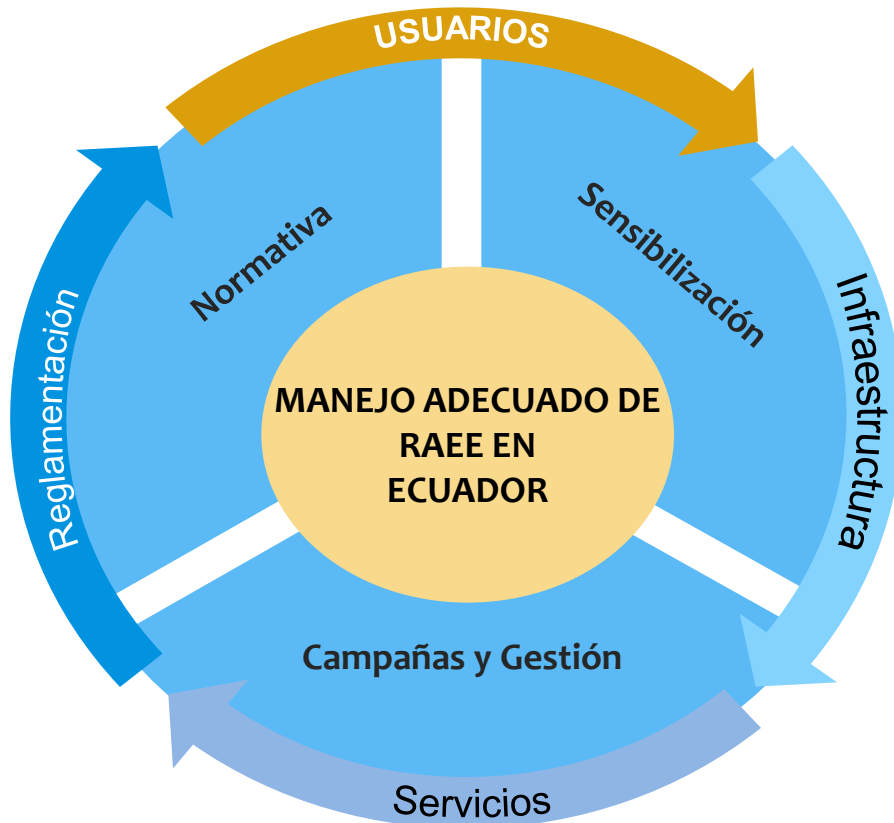 USUARIOS
Normativa
Sensibilización
Reglamentación
Infraestructura
MANEJO ADECUADO DE
RAEE EN
ECUADOR
Campañas y Gestión
Servicios